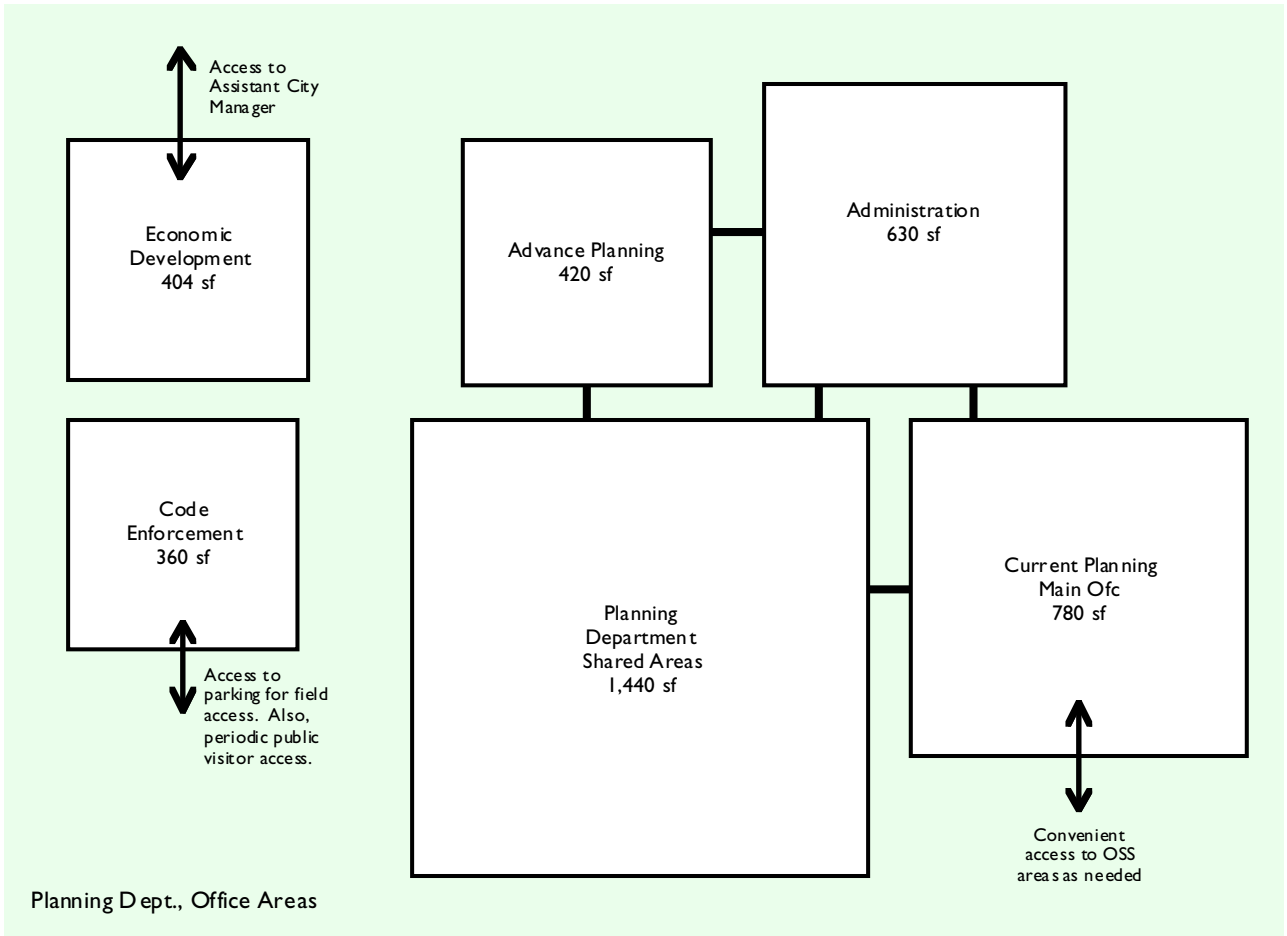 Access to
Assistant City
Manager
Economic
Development
404 sf
Advance Planning
420 sf
Administration
630 sf
Code
Enforcement
360 sf
Access to
parking for field
access. Also,
periodic public
visitor access.
Planning
Department
Shared Areas
1,440 sf
Current Planning
Main Ofc
780 sf
Convenient
access to OSS
areas as needed
Planning Dept., Office Areas